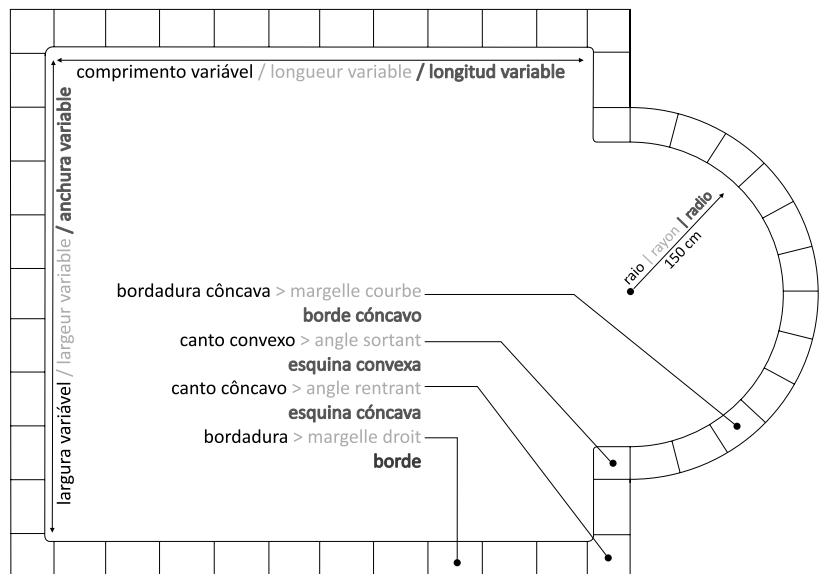 comprimento variável / longueur variable / longitud variable
largura variável / largeur variable / anchura variable
raio | rayon | radio
150 cm
bordadura côncava > margelle courbe
borde cóncavo
canto convexo > angle sortant
esquina convexa
canto côncavo > angle rentrant
esquina cóncava
bordadura > margelle droit
borde